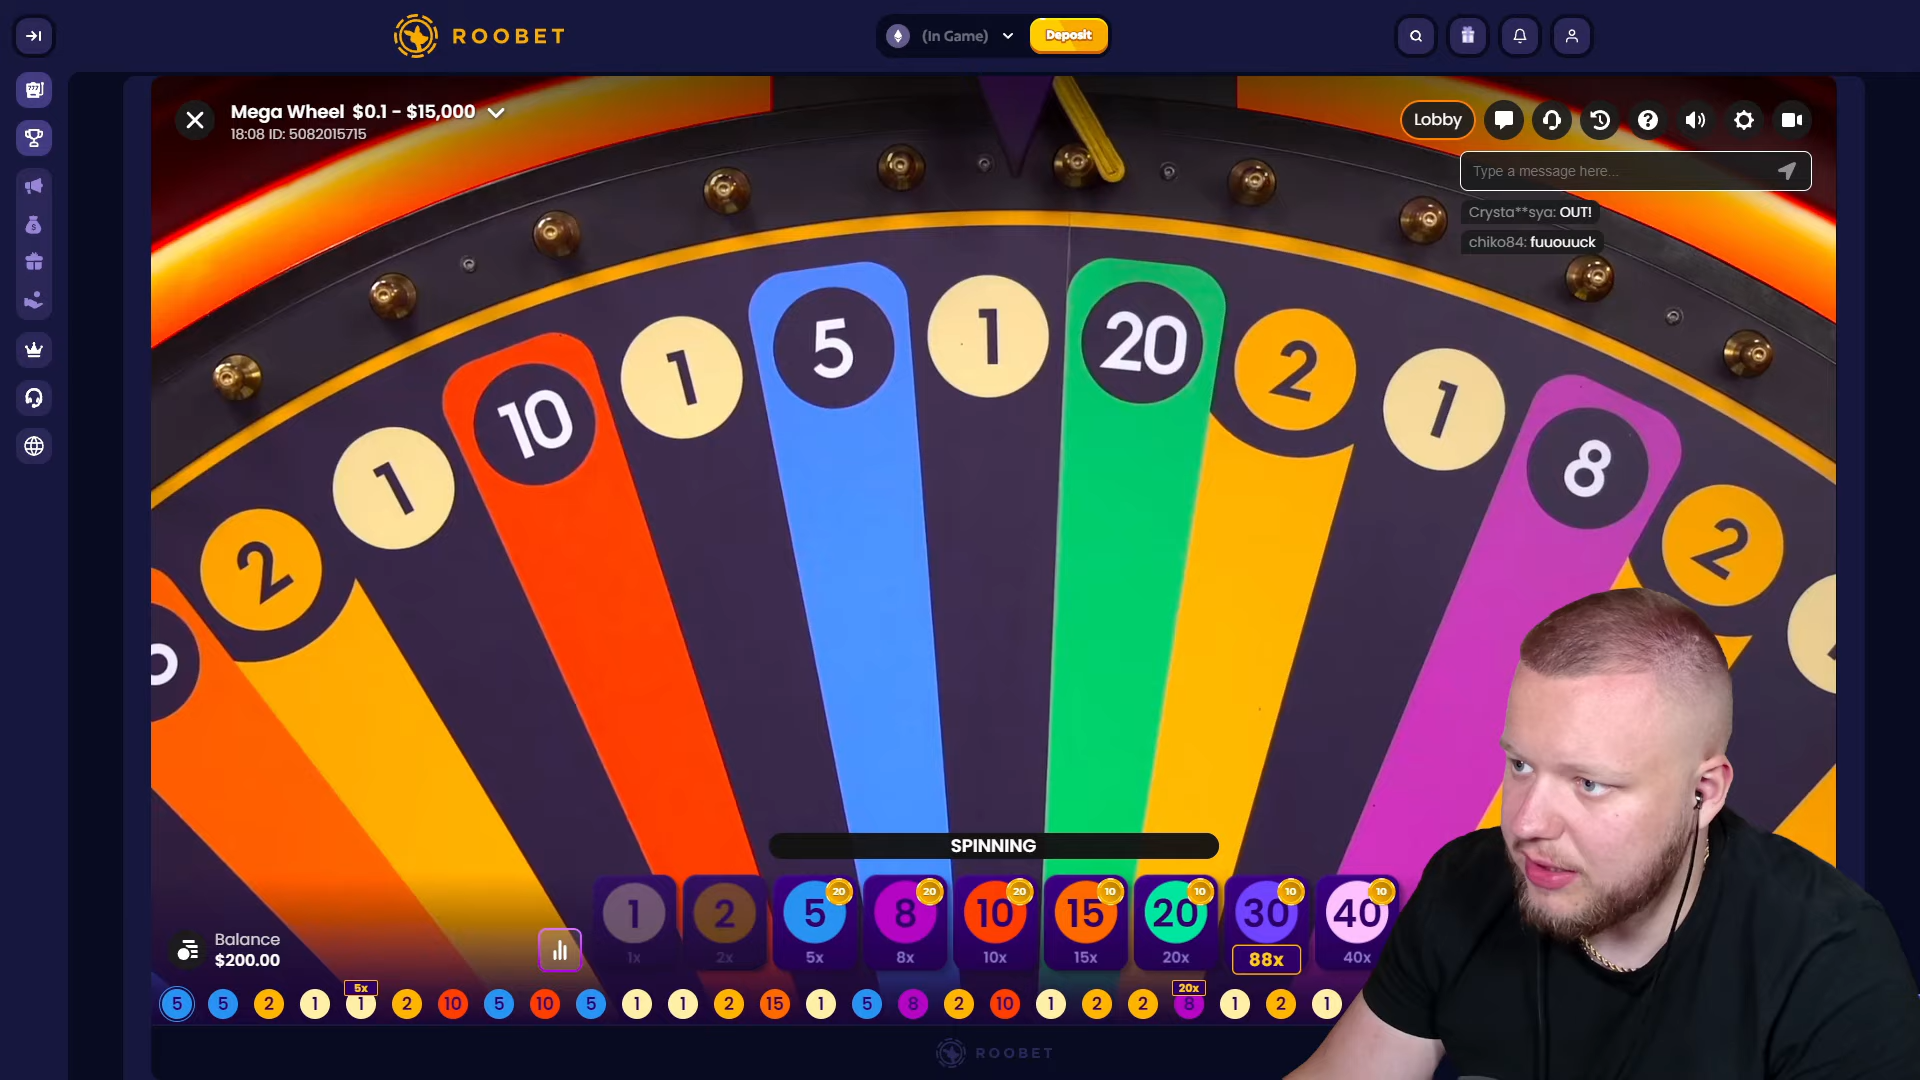 ROOBET
(In Game)
Deposit
Mega Wheel $0.1 - $15,000
18:08 ID: 5082015715
Lobby
Type a message here...
Crysta**sya: OUT!
chiko84: fuuouuck
2
1
10
1
5
1
20
2
1
8
2
SPINNING
20 20 20 10 10 10 10
1 2 5 8 10 15 20 30 40
1x 2x 5x 8x 10x 15x 20x 88x 40x
Balance
$200.00
5x 20x
5 5 2 1 1 2 10 5 10 5 1 1 2 15 1 5 8 2 10 1 2 2 8 1 2 1
ROOBET